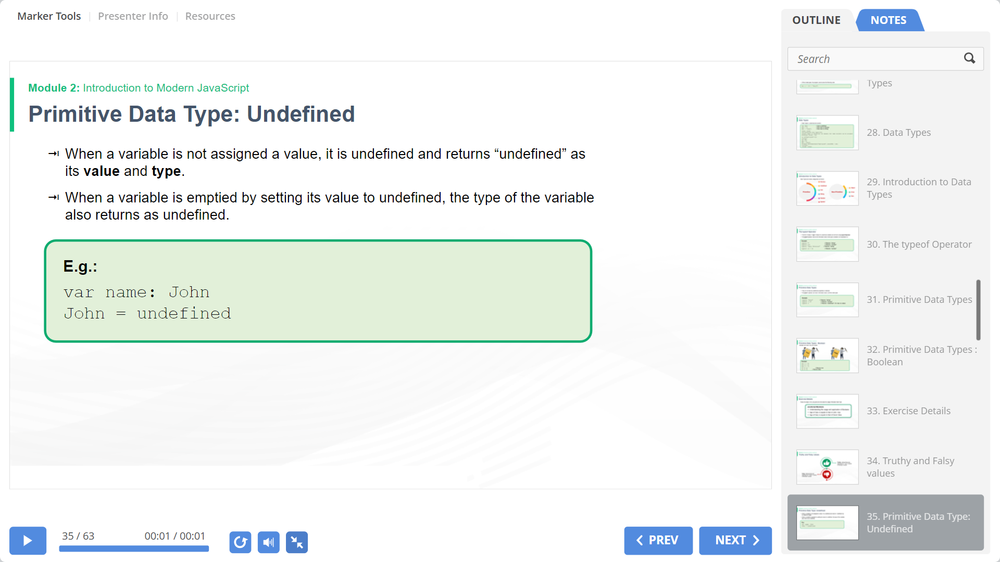 Marker Tools
Presenter Info
Resources
OUTLINE
NOTES
Search
Module 2: Introduction to Modern JavaScript
Primitive Data Type: Undefined
When a variable is not assigned a value, it is undefined and returns “undefined” as
its value and type.
When a variable is emptied by setting its value to undefined, the type of the variable
also returns as undefined.
E.g.:
var name: John
John = undefined
Types
28. Data Types
29. Introduction to Data
Types
30. The typeof Operator
31. Primitive Data Types
32. Primitive Data Types :
Boolean
33. Exercise Details
34. Truthy and Falsy
values
35. Primitive Data Type:
Undefined
35 / 63
00:01 / 00:01
PREV
NEXT